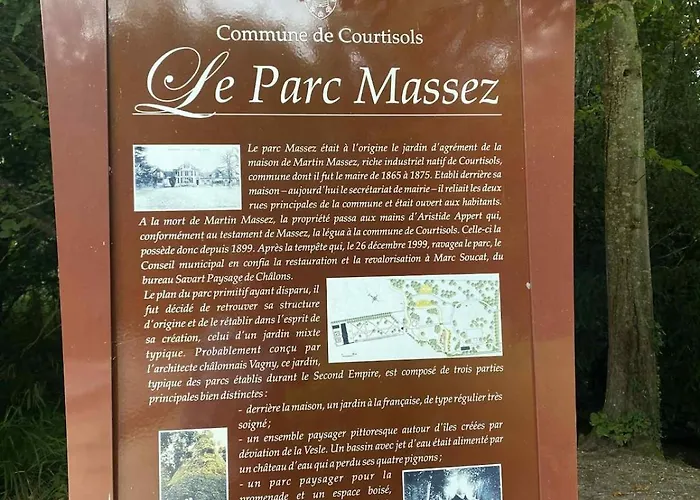 Commune de Courtisols
Le Parc Massez
Le parc Massez était à l'origine le jardin d'agrément de la
maison de Martin Massez, riche industriel natif de Courtisols,
commune dont il fut le maire de 1865 à 1875. Etabli derrière sa
maison – aujourd'hui le secrétariat de mairie – il reliait les deux
rues principales de la commune et était ouvert aux habitants.
A la mort de Martin Massez, la propriété passa aux mains d'Aristide Appert qui,
conformément au testament de Massez, la légua à la commune de Courtisols. Celle-ci la
possède donc depuis 1899. Après la tempête qui, le 26 décembre 1999, ravagea le parc, le
Conseil municipal en confia la restauration et la revalorisation à Marc Soucat, du
bureau Savart Paysage de Châlons.
Le plan du parc primitif ayant disparu, il
fut décidé de retrouver sa structure
d'origine et de le rétablir dans l'esprit de
sa création, celui d'un jardin mixte
typique. Probablement conçu par
l'architecte châlonnais Vagny, ce jardin,
typique des parcs établis durant le Second Empire, est composé de trois parties
principales bien distinctes :
- derrière la maison, un jardin à la française, de type régulier très
soigné ;
- un ensemble paysager pittoresque autour d'îles créées par
déviation de la Vesle. Un bassin avec jet d'eau était alimenté par
un château d'eau qui a perdu ses quatre pignons ;
- un parc paysager pour la
promenade et un espace boisé,